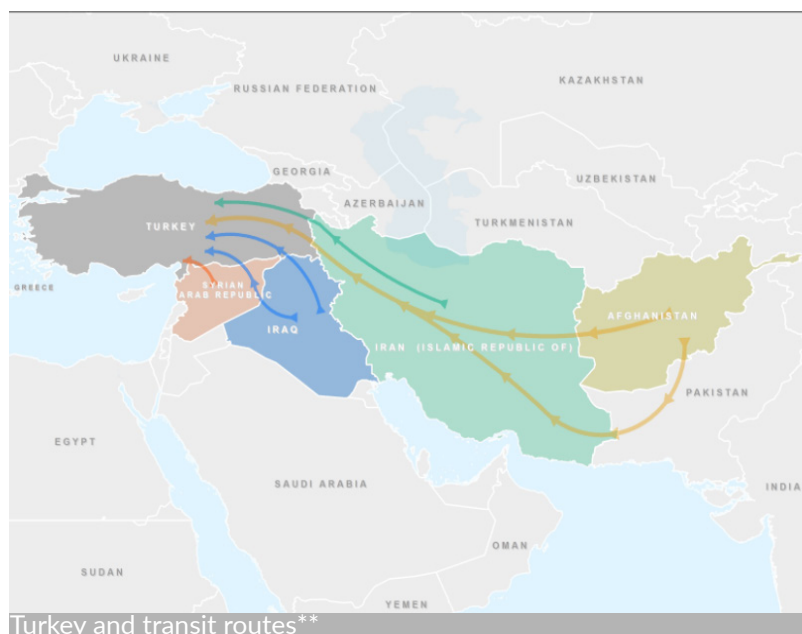 UKRAINE
KAZAKHSTAN
RUSSIAN FEDERATION
GEORGIA
UZBEKISTAN
AZERBAIJAN
TURKMENISTAN
TURKEY
GREECE
SYRIAN
ARAB REPUBLIC
AFGHANISTAN
IRAQ
IRAN (ISLAMIC REPUBLIC OF)
PAKISTAN
EGYPT
SAUDI ARABIA
INDIA
OMAN
SUDAN
YEMEN
Turkey and transit routes**